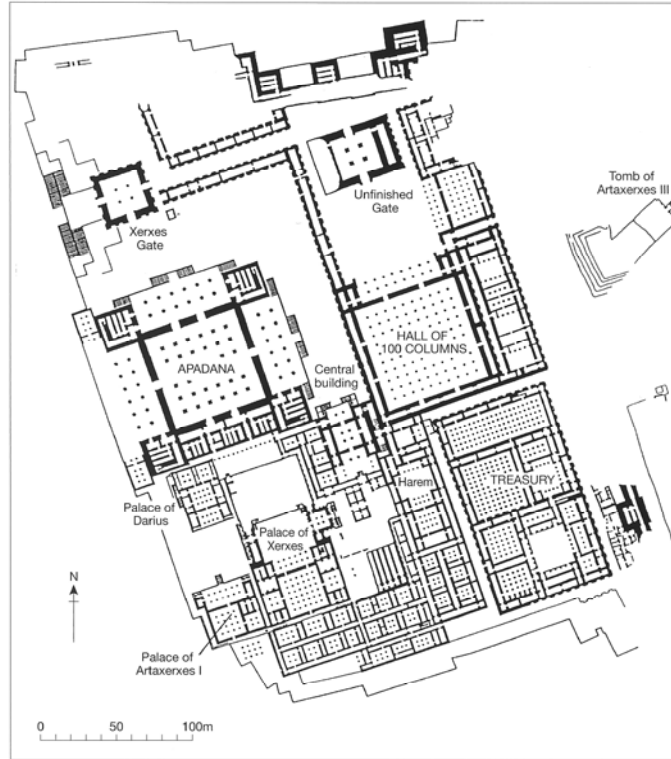 Tomb of
Artaxerxes III
Unfinished
Gate
Xerxes
Gate
HALL OF
100 COLUMNS
APADANA
Central
building
Harem
TREASURY
Palace of
Darius
Palace of
Xerxes
N
Palace of
Artaxerxes I
0 50 100m